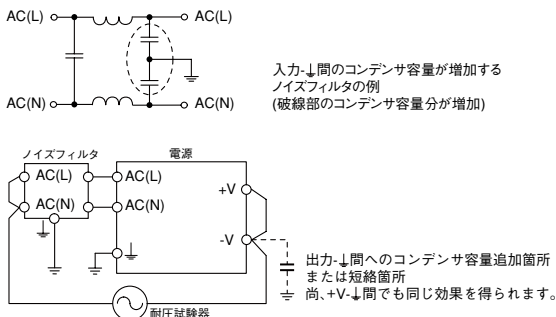 AC(L)
AC(L)
AC(N)
AC(N)
入力-⏚間のコンデンサ容量が増加する
ノイズフィルタの例
(破線部のコンデンサ容量分が増加)
ノイズフィルタ
電源
AC(L)
AC(L)
AC(N)
AC(N)
+V
-V
出力-⏚間へのコンデンサ容量追加箇所
または短絡箇所
尚、+V-⏚間でも同じ効果を得られます。
耐圧試験器